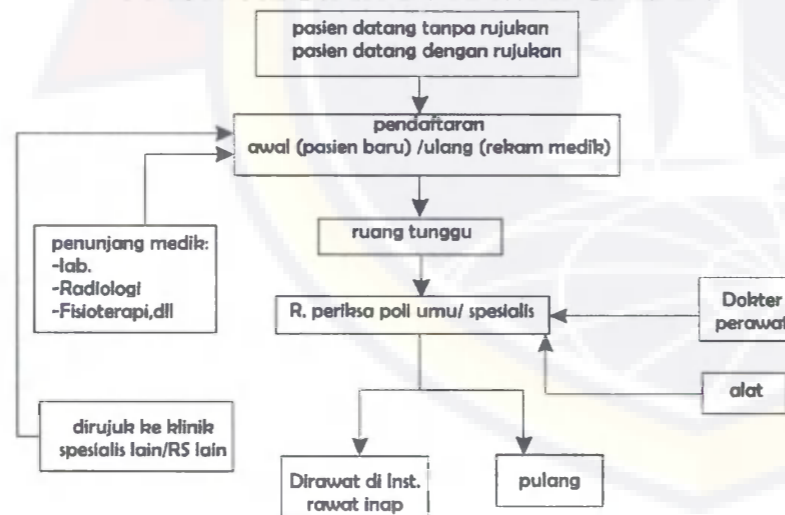 pasien datang tanpa rujukan
pasien datang dengan rujukan
pendaftaran
awal (pasien baru) /ulang (rekam medik)
penunjang medik:
-lab.
-Radiologi
-Fisioterapi,dll
ruang tunggu
R. periksa poli umu/ spesialis
Dokter
perawat
alat
dirujuk ke klinik
spesialis lain/RS lain
Dirawat di Inst.
rawat inap
pulang